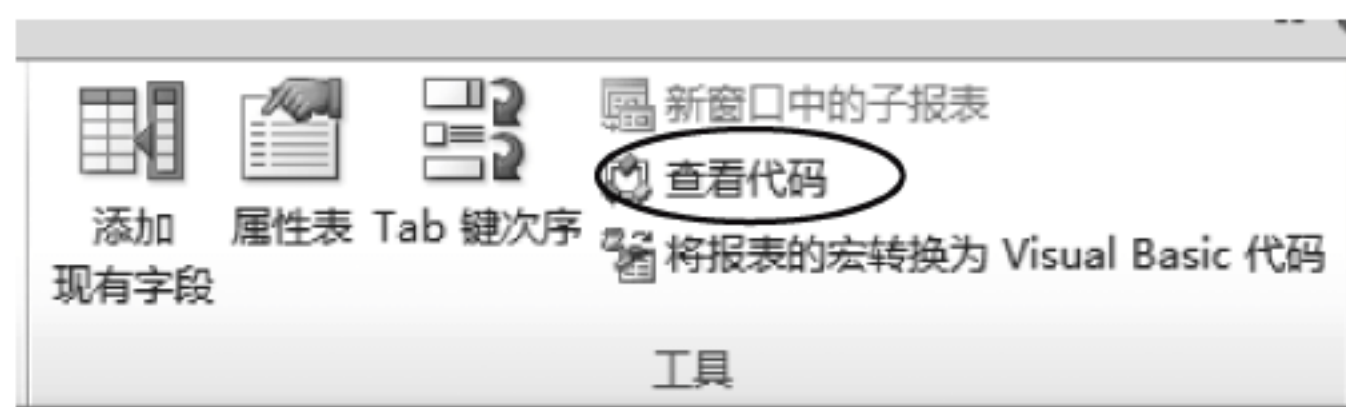 新窗口中的子报表
查看代码
添加
现有字段
属性表
Tab 键次序
将报表的宏转换为 Visual Basic 代码
工具